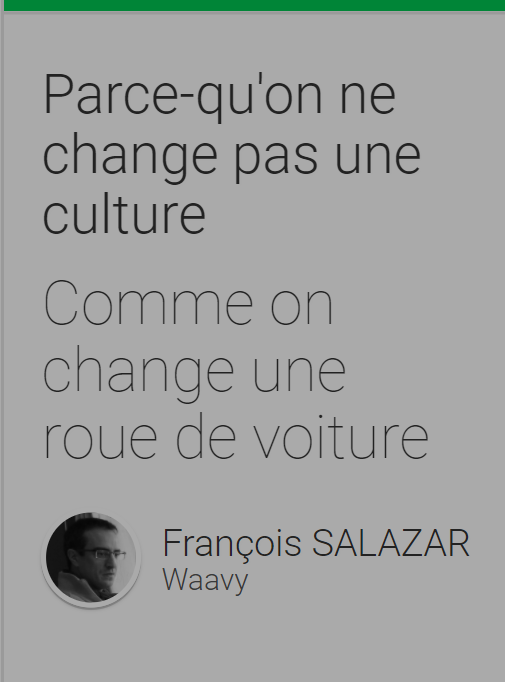 Parce-qu'on ne
change pas une
culture
Comme on
change une
roue de voiture
François SALAZAR
Waavy